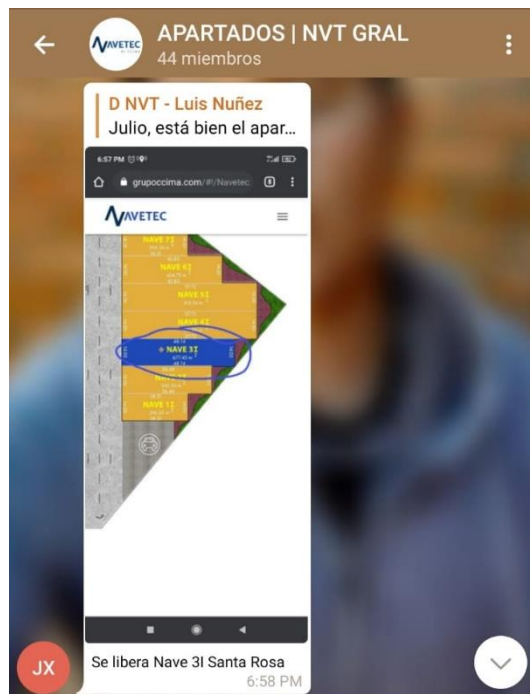 NAVETEC
APARTADOS | NVT GRAL
44 miembros
D NVT - Luis Nuñez
Julio, está bien el apar...
6:57 PM
grupoccima.com/#!/Navetec
NAVETEC
NAVE 7I
NAVE 6I
NAVE 5I
NAVE 4I
NAVE 3I
NAVE 1I
JX
Se libera Nave 3I Santa Rosa
6:58 PM